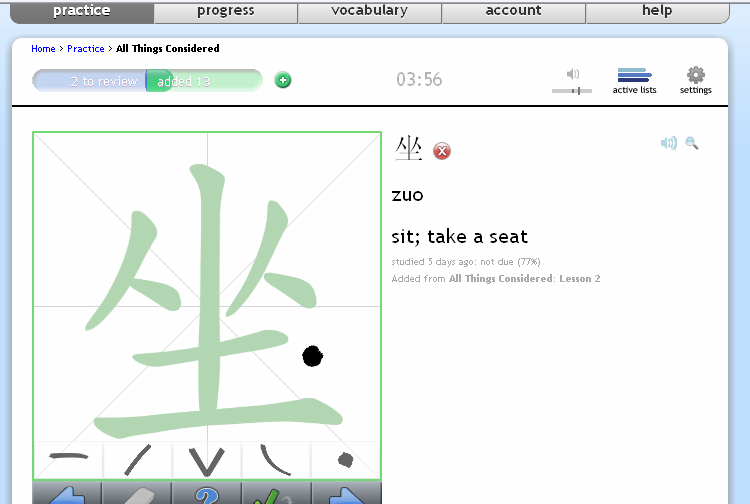 practice progress vocabulary account help
Home > Practice > All Things Considered
2 to review added 13 03:56 active lists settings
坐
zuo
sit; take a seat
studied 5 days ago: not due (77%)
Added from All Things Considered: Lesson 2
坐